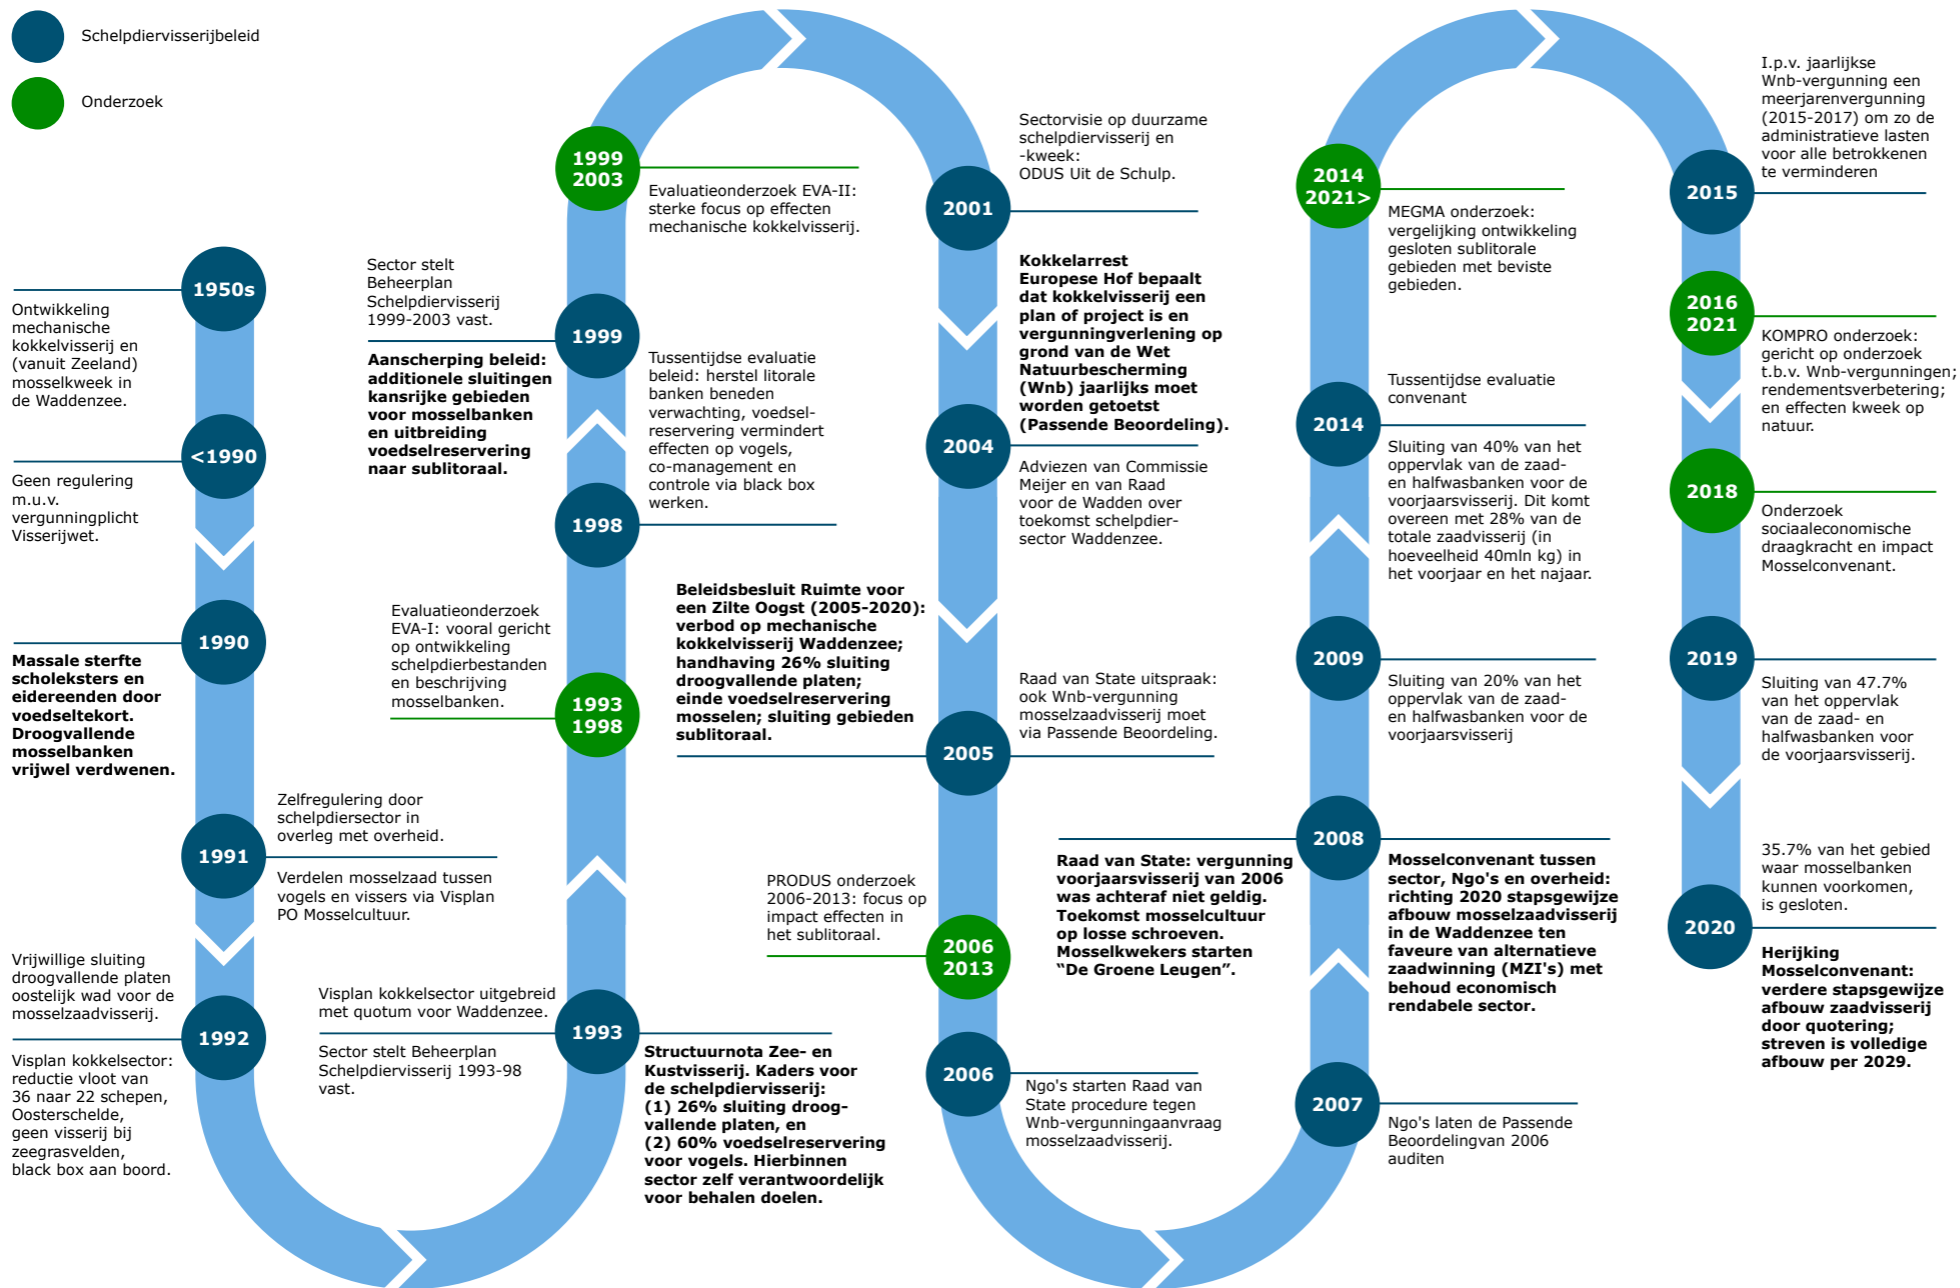 Schelpdiervisserijbeleid
Onderzoek
1950s
Ontwikkeling
mechanische
kokkelvisserij en
(vanuit Zeeland)
mosselkweek in
de Waddenzee.
<1990
Geen regulering
m.u.v.
vergunningplicht
Visserijwet.
1990
Massale sterfte
scholeksters en
eidereenden door
voedseltekort.
Droogvallende
mosselbanken
vrijwel verdwenen.
Zelfregulering door
schelpdiersector in
overleg met overheid.
1991
Verdelen mosselzaad tussen
vogels en vissers via Visplan
PO Mosselcultuur.
Vrijwillige sluiting
droogvallende platen
oostelijk wad voor de
mosselzaadvisserij.
1992
Visplan kokkelsector:
reductie vloot van
36 naar 22 schepen,
Oosterschelde,
geen visserij bij
zeegrasvelden,
black box aan boord.
Visplan kokkelsector uitgebreid
met quotum voor Waddenzee.
1993
Sector stelt Beheerplan
Schelpdiervisserij 1993-98
vast.
Structuurnota Zee- en
Kustvisserij. Kaders voor
de schelpdiervisserij:
(1) 26% sluiting droog-
vallende platen, en
(2) 60% voedselreservering
voor vogels. Hierbinnen
sector zelf verantwoordelijk
voor behalen doelen.
Evaluatieonderzoek
EVA-I: vooral gericht
op ontwikkeling
schelpdierbestanden
en beschrijving
mosselbanken.
1993
1998
Tussentijdse evaluatie
beleid: herstel litorale
banken beneden
verwachting, voedsel-
reservering vermindert
effecten op vogels,
co-management en
controle via black box
werken.
1998
Sector stelt
Beheerplan
Schelpdiervisserij
1999-2003 vast.
1999
Aanscherping beleid:
additionele sluitingen
kansrijke gebieden
voor mosselbanken
en uitbreiding
voedselreservering
naar sublitoraal.
1999
2003
Evaluatieonderzoek EVA-II:
sterke focus op effecten
mechanische kokkelvisserij.
Sectorvisie op duurzame
schelpdiervisserij en
-kweek:
ODUS Uit de Schulp.
2001
Kokkelarrest
Europese Hof bepaalt
dat kokkelvisserij een
plan of project is en
vergunningverlening op
grond van de Wet
Natuurbescherming
(Wnb) jaarlijks moet
worden getoetst
(Passende Beoordeling).
2004
Adviezen van Commissie
Meijer en van Raad
voor de Wadden over
toekomst schelpdier-
sector Waddenzee.
Beleidsbesluit Ruimte voor
een Zilte Oogst (2005-2020):
verbod op mechanische
kokkelvisserij Waddenzee;
handhaving 26% sluiting
droogvallende platen;
einde voedselreservering
mosselen; sluiting gebieden
sublitoraal.
Raad van State uitspraak:
ook Wnb-vergunning
mosselzaadvisserij moet
via Passende Beoordeling.
2005
PRODUS onderzoek
2006-2013: focus op
impact effecten in
het sublitoraal.
2006
2013
2006
Ngo's starten Raad van
State procedure tegen
Wnb-vergunningaanvraag
mosselzaadvisserij.
2007
Ngo's laten de Passende
Beoordelingvan 2006
auditen
2008
Raad van State: vergunning
voorjaarsvisserij van 2006
was achteraf niet geldig.
Toekomst mosselcultuur
op losse schroeven.
Mosselkwekers starten
“De Groene Leugen”.
Mosselconvenant tussen
sector, Ngo's en overheid:
richting 2020 stapsgewijze
afbouw mosselzaadvisserij
in de Waddenzee ten
faveure van alternatieve
zaadwinning (MZI's) met
behoud economisch
rendabele sector.
2009
Sluiting van 20% van het
oppervlak van de zaad-
en halfwasbanken voor de
voorjaarsvisserij
Tussentijdse evaluatie
convenant
2014
Sluiting van 40% van het
oppervlak van de zaad-
en halfwasbanken voor de
voorjaarsvisserij. Dit komt
overeen met 28% van de
totale zaadvisserij (in
hoeveelheid 40mln kg) in
het voorjaar en het najaar.
2014
2021>
MEGMA onderzoek:
vergelijking ontwikkeling
gesloten sublitorale
gebieden met beviste
gebieden.
I.p.v. jaarlijkse
Wnb-vergunning een
meerjarenvergunning
(2015-2017) om zo de
administratieve lasten
voor alle betrokkenen
te verminderen
2015
2016
2021
KOMPRO onderzoek:
gericht op onderzoek
t.b.v. Wnb-vergunningen;
rendementsverbetering;
en effecten kweek op
natuur.
2018
Onderzoek
sociaaleconomische
draagkracht en impact
Mosselconvenant.
2019
Sluiting van 47.7%
van het oppervlak
van de zaad- en
halfwasbanken voor
de voorjaarsvisserij.
35.7% van het gebied
waar mosselbanken
kunnen voorkomen,
is gesloten.
2020
Herijking
Mosselconvenant:
verdere stapsgewijze
afbouw zaadvisserij
door quotering;
streven is volledige
afbouw per 2029.